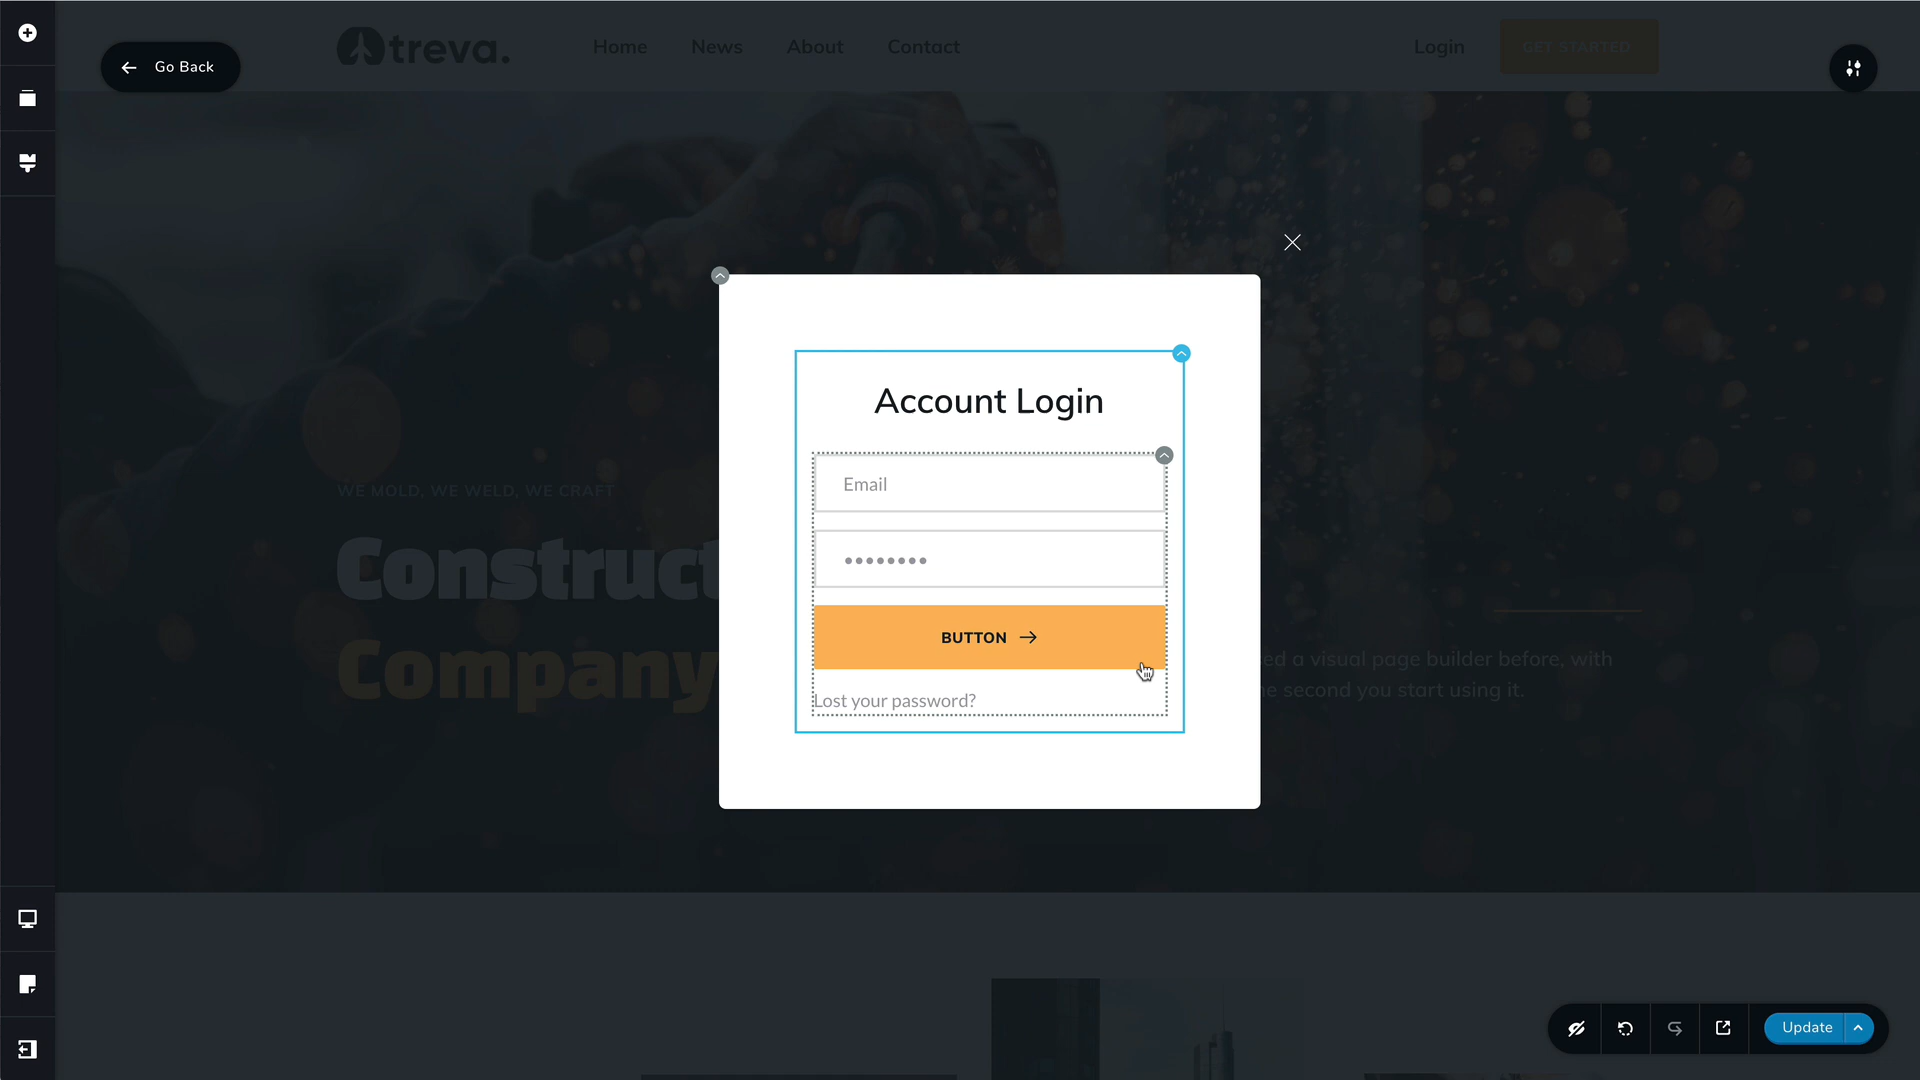 treva.
Home
News
About
Contact
Login
GET STARTED
Go Back
Account Login
Email
WE MOLD, WE WELD, WE CRAFT
Construct
Company
BUTTON
Lost your password?
ed a visual page builder before, with
e second you start using it.
Update